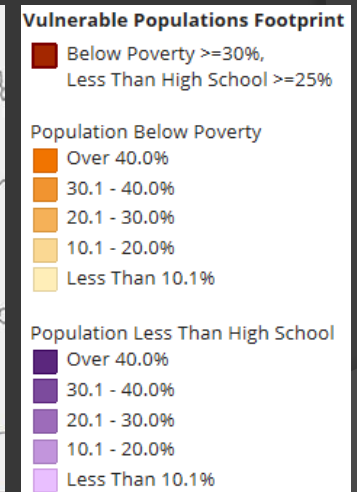 Vulnerable Populations Footprint
Below Poverty >=30%,
Less Than High School >=25%
Population Below Poverty
Over 40.0%
30.1 - 40.0%
20.1 - 30.0%
10.1 - 20.0%
Less Than 10.1%
Population Less Than High School
Over 40.0%
30.1 - 40.0%
20.1 - 30.0%
10.1 - 20.0%
Less Than 10.1%